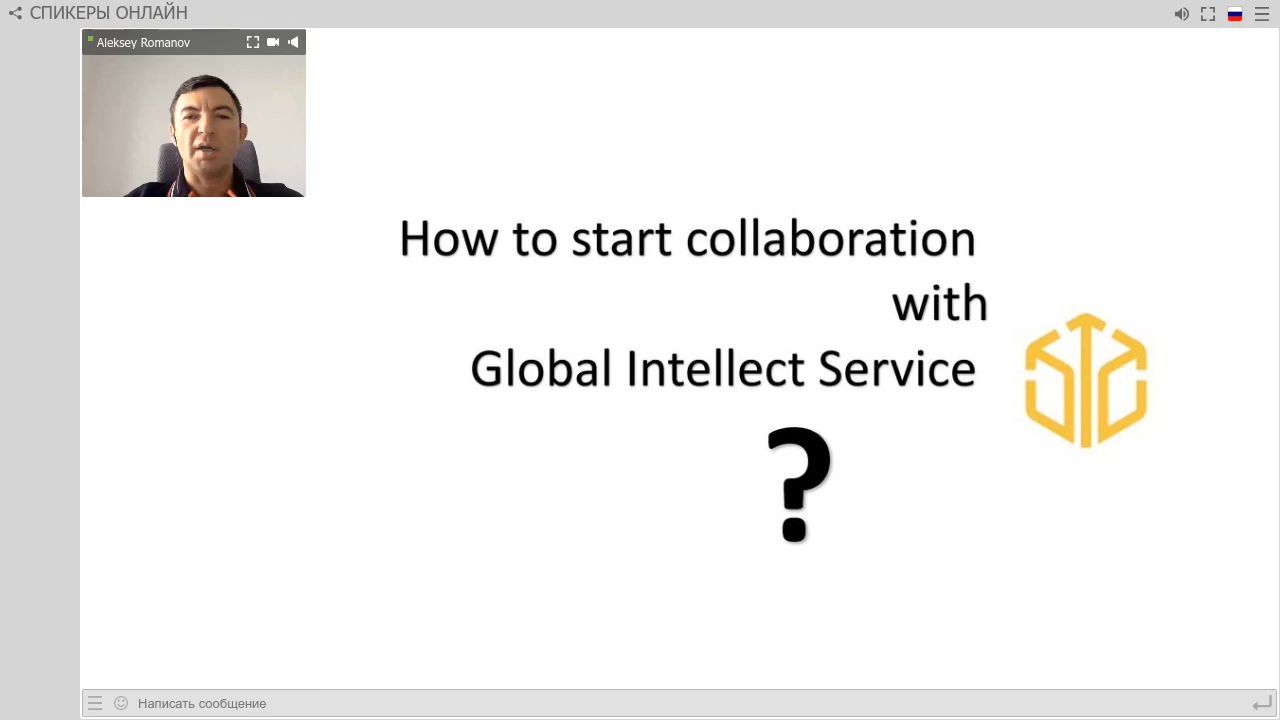 СПИКЕРЫ ОНЛАЙН
Aleksey Romanov
How to start collaboration
with
Global Intellect Service
?
Написать сообщение